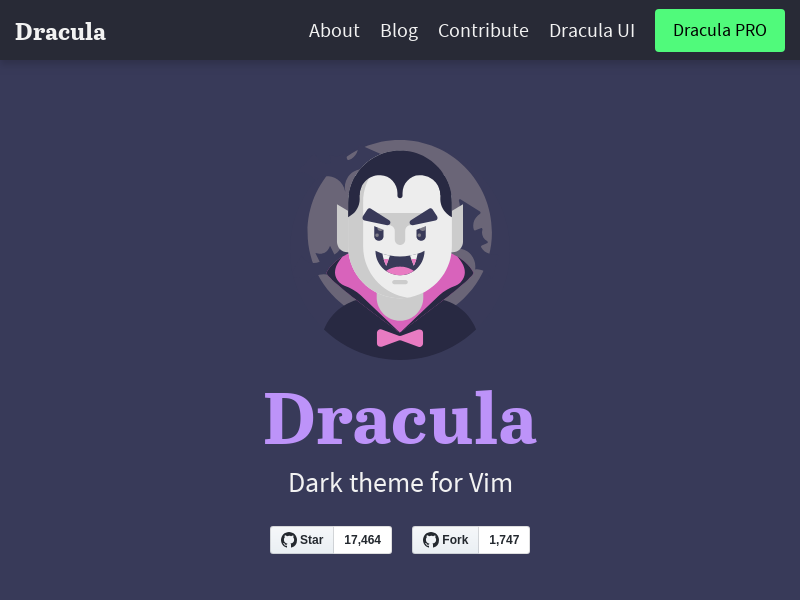 Dracula
About Blog Contribute Dracula UI Dracula PRO
Dracula
Dark theme for Vim
Star 17,464 Fork 1,747